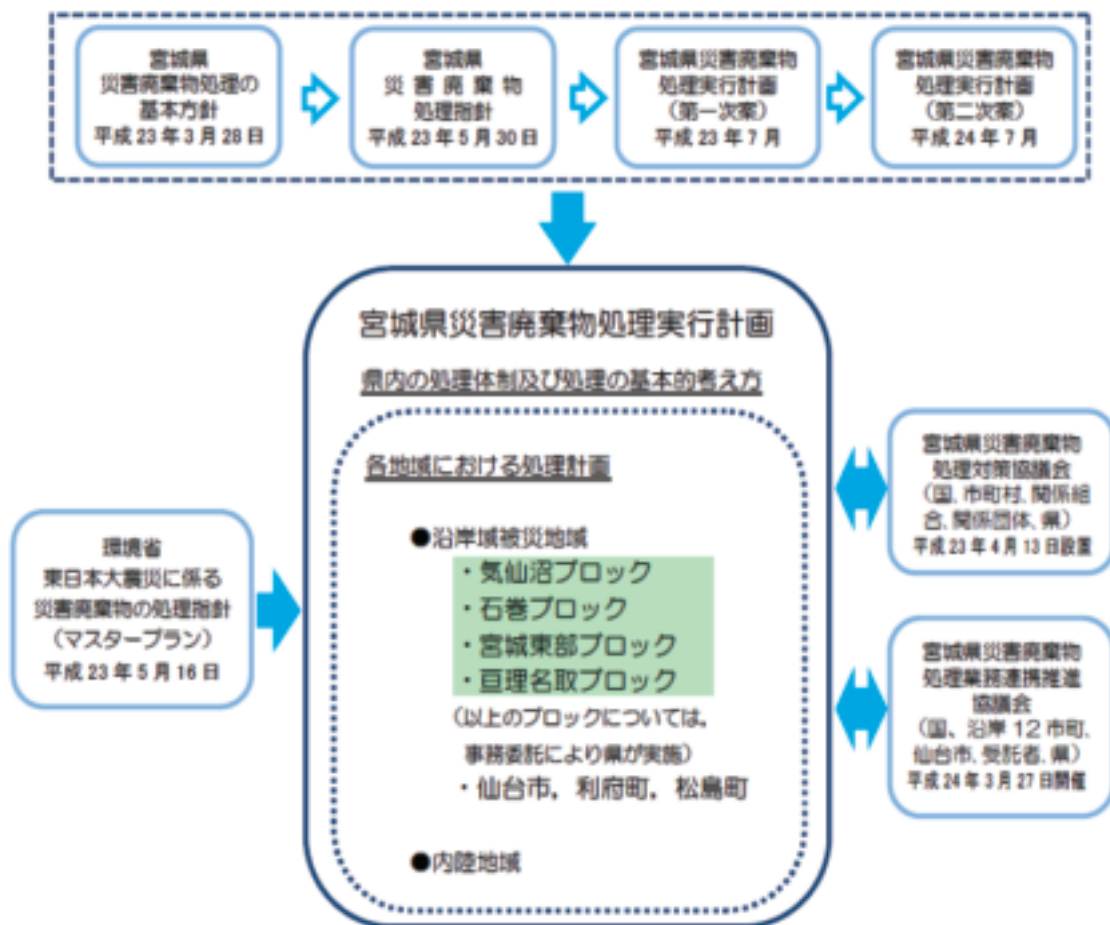 宮城県
災害廃棄物処理の
基本方針
平成23年3月28日
宮城県
災害廃棄物
処理指針
平成23年5月30日
宮城県災害廃棄物
処理実行計画
(第一次案)
平成23年7月
宮城県災害廃棄物
処理実行計画
(第二次案)
平成24年7月
宮城県災害廃棄物処理実行計画
県内の処理体制及び処理の基本的考え方
各地域における処理計画
●沿岸域被災地域
・気仙沼ブロック
・石巻ブロック
・宮城東部ブロック
・亘理名取ブロック
(以上のブロックについては,
事務委託により県が実施)
・仙台市,利府町,松島町
●内陸地域
環境省
東日本大震災に係る
災害廃棄物の処理指針
(マスタープラン)
平成23年5月16日
宮城県災害廃棄物
処理対策協議会
(国、市町村、関係組
合、関係団体、県)
平成23年4月13日設置
宮城県災害廃棄物
処理業務連携推進
協議会
(国、沿岸12市町、
仙台市、受託者、県)
平成24年3月27日開催